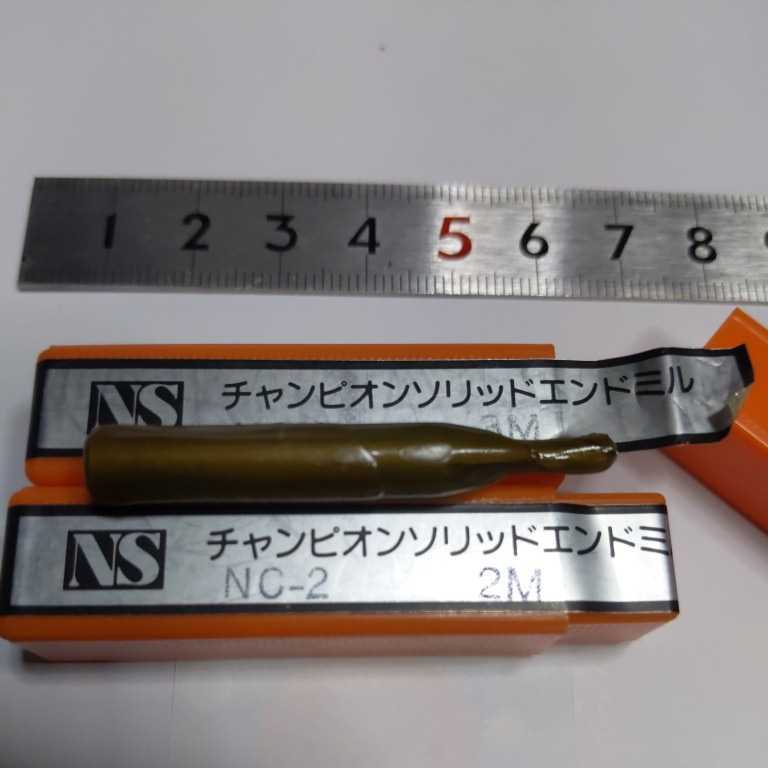 1 2 3 4 5 6 7 8
NS チャンピオンソリッドエンドミル
NS チャンピオンソリッドエンドミ
NC-2 2M